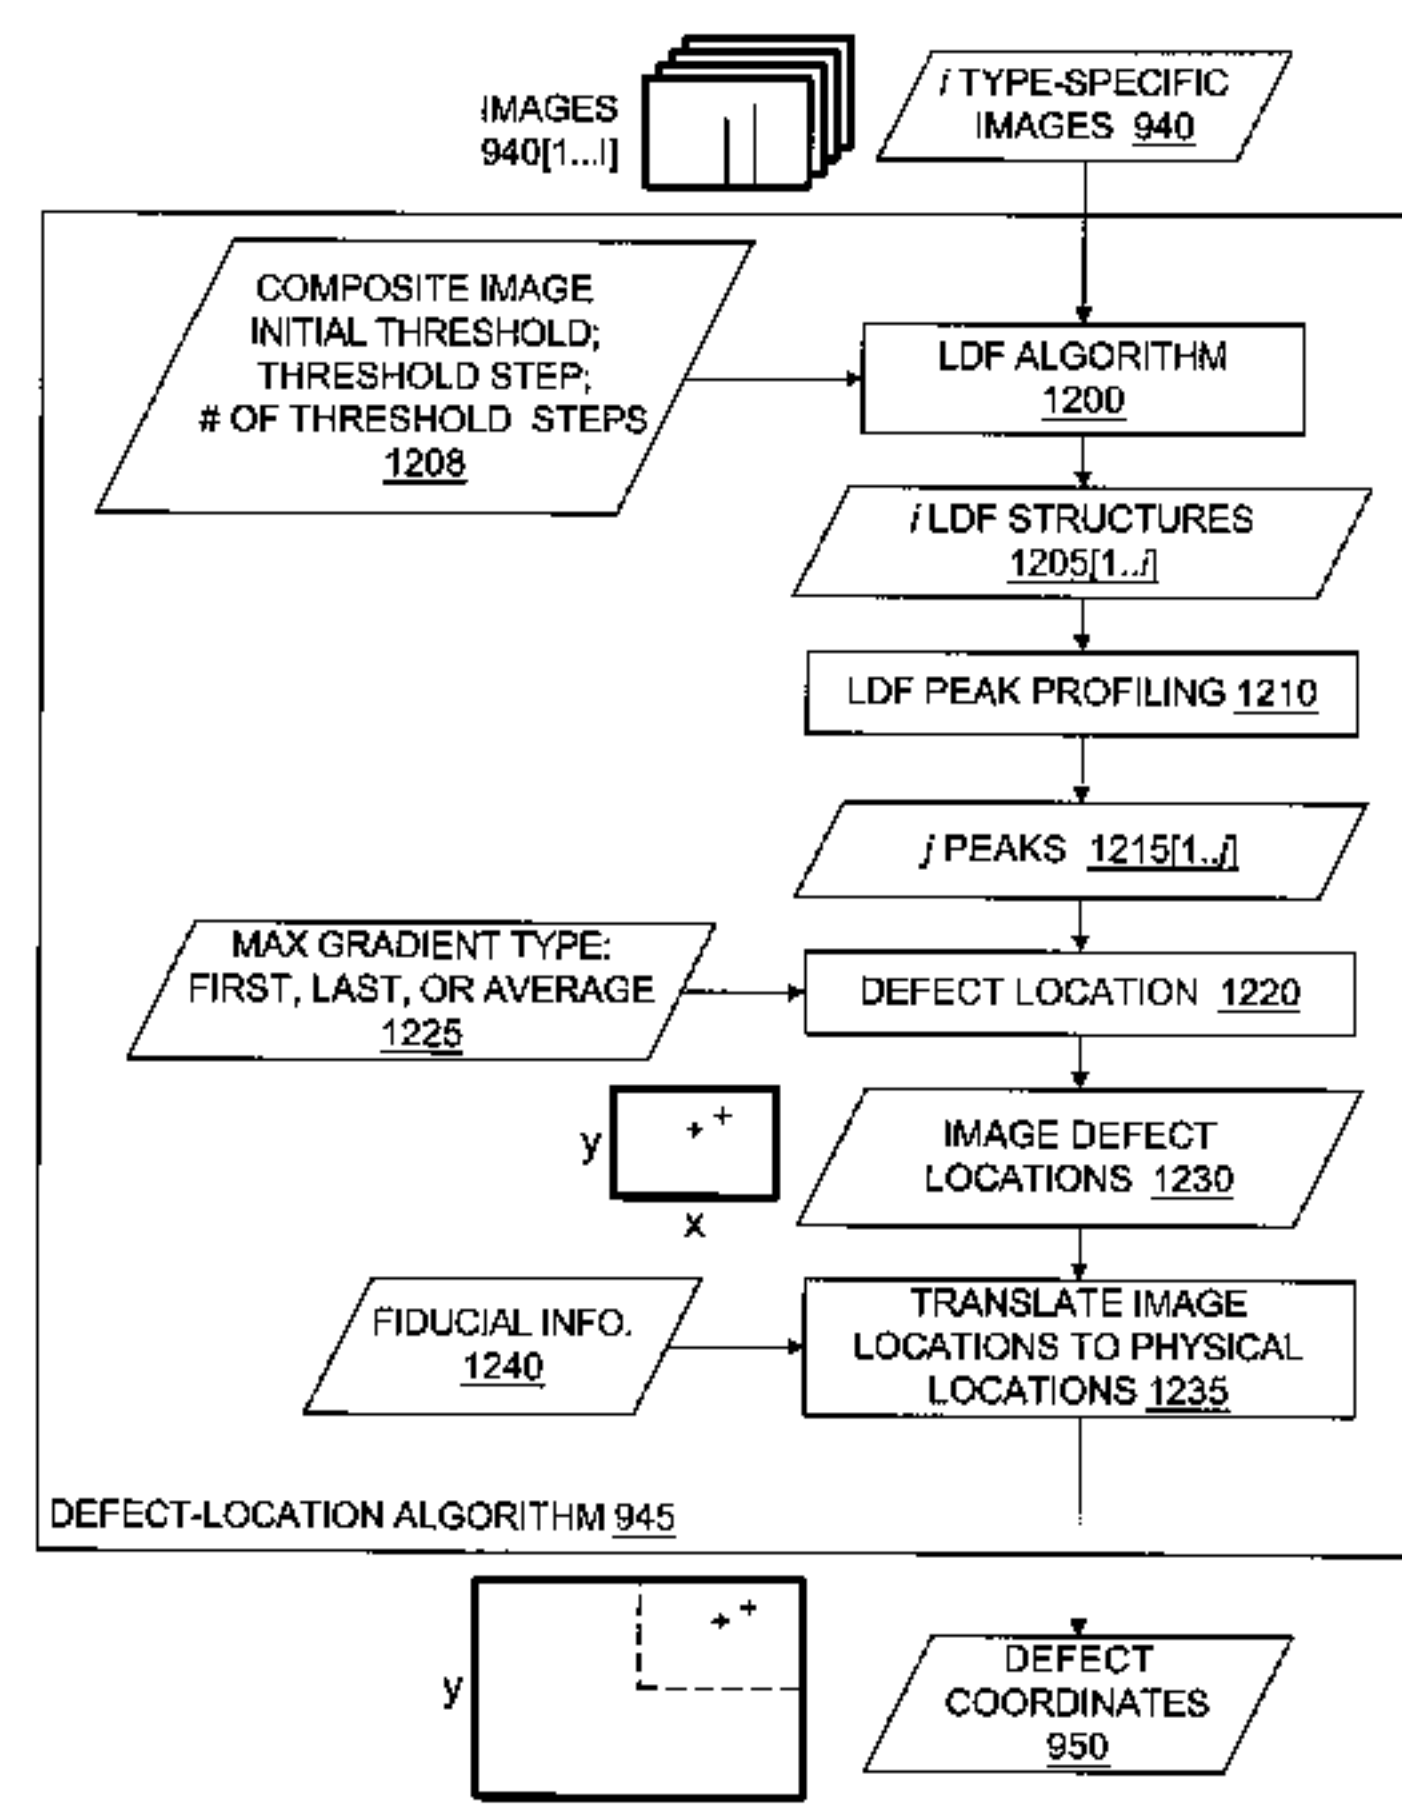 IMAGES
940[1...I]
i TYPE-SPECIFIC
IMAGES 940
COMPOSITE IMAGE
INITIAL THRESHOLD;
THRESHOLD STEP;
# OF THRESHOLD STEPS
1208
LDF ALGORITHM
1200
i LDF STRUCTURES
1205[1..i]
LDF PEAK PROFILING 1210
j PEAKS 1215[1..j]
MAX GRADIENT TYPE:
FIRST, LAST, OR AVERAGE
1225
DEFECT LOCATION 1220
y
x
IMAGE DEFECT
LOCATIONS 1230
FIDUCIAL INFO.
1240
TRANSLATE IMAGE
LOCATIONS TO PHYSICAL
LOCATIONS 1235
DEFECT-LOCATION ALGORITHM 945
y
DEFECT
COORDINATES
950